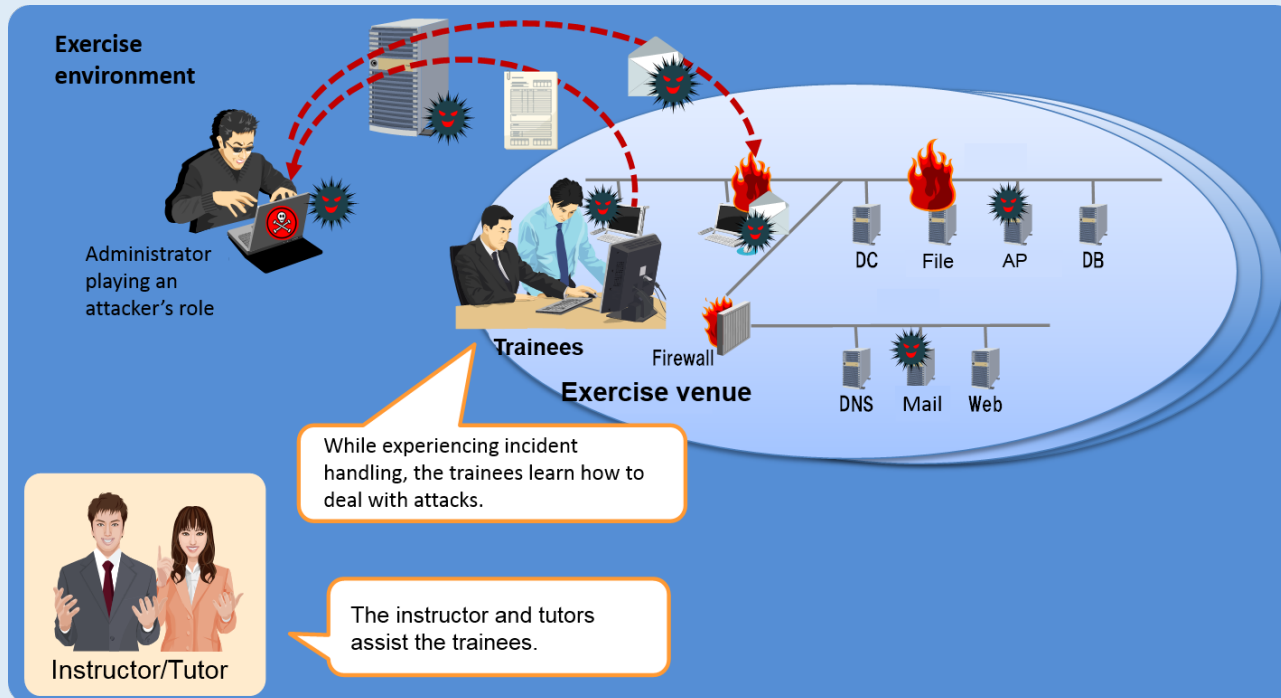 Exercise
environment
Administrator
playing an
attacker's role
DC
File
AP
DB
Trainees
Firewall
Exercise venue
DNS
Mail
Web
While experiencing incident
handling, the trainees learn how to
deal with attacks.
The instructor and tutors
assist the trainees.
Instructor/Tutor